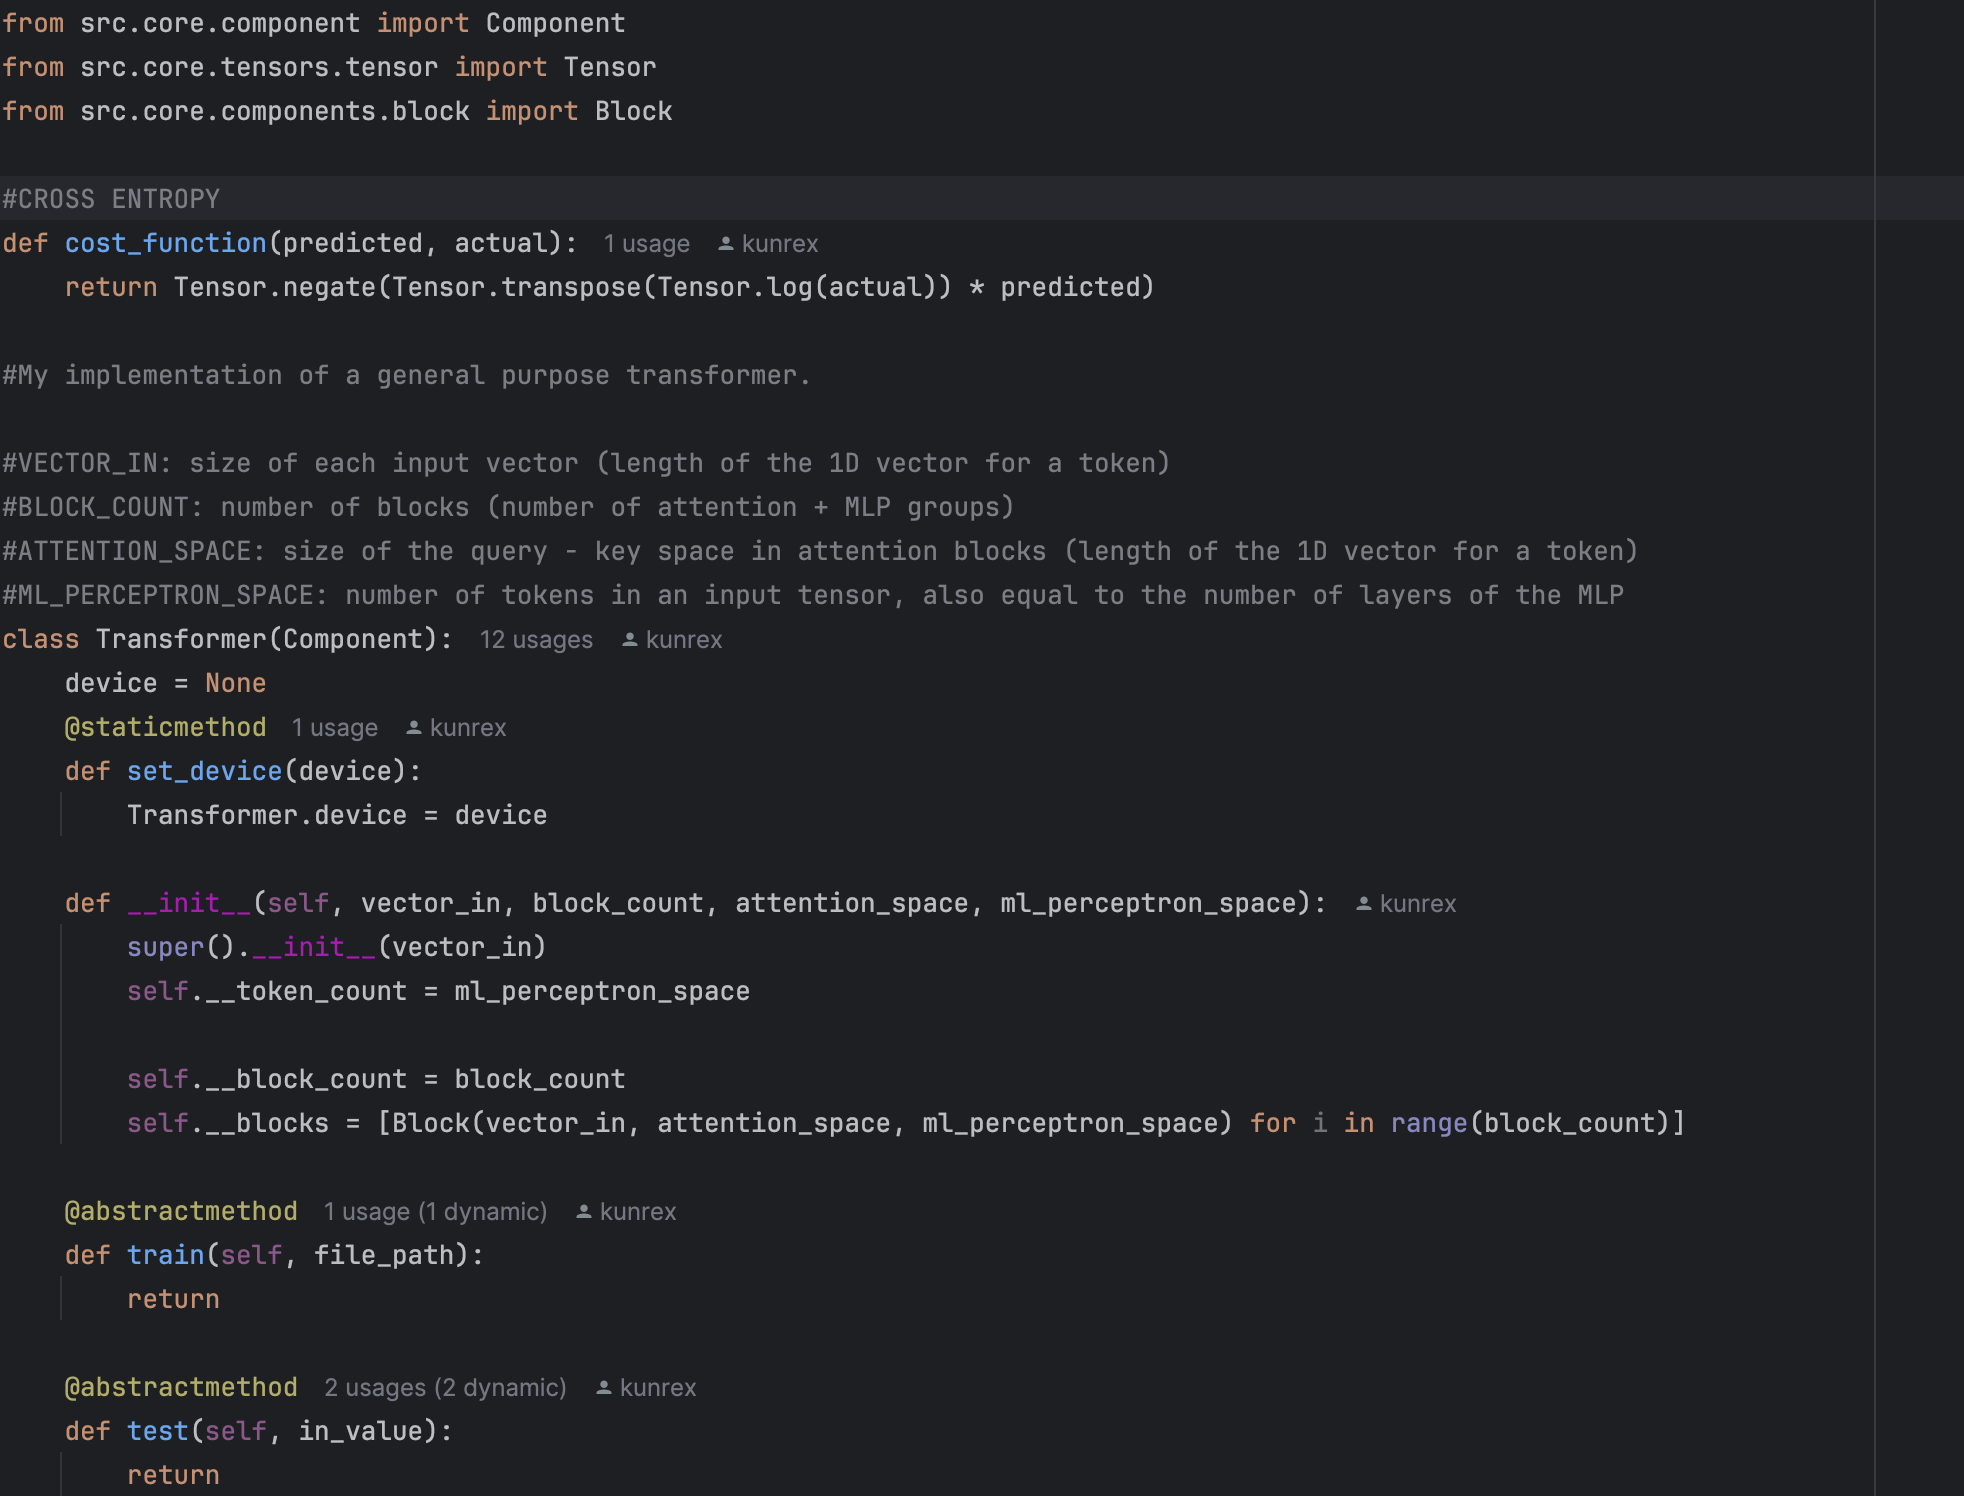 from src.core.component import Component
from src.core.tensors.tensor import Tensor
from src.core.components.block import Block
#CROSS ENTROPY
def cost_function(predicted, actual): 1 usage kunrex
    return Tensor.negate(Tensor.transpose(Tensor.log(actual)) * predicted)
#My implementation of a general purpose transformer.
#VECTOR_IN: size of each input vector (length of the 1D vector for a token)
#BLOCK_COUNT: number of blocks (number of attention + MLP groups)
#ATTENTION_SPACE: size of the query - key space in attention blocks (length of the 1D vector for a token)
#ML_PERCEPTRON_SPACE: number of tokens in an input tensor, also equal to the number of layers of the MLP
class Transformer(Component): 12 usages kunrex
    device = None
    @staticmethod 1 usage kunrex
    def set_device(device):
        Transformer.device = device
    def __init__(self, vector_in, block_count, attention_space, ml_perceptron_space): kunrex
        super().__init__(vector_in)
        self.__token_count = ml_perceptron_space
        self.__block_count = block_count
        self.__blocks = [Block(vector_in, attention_space, ml_perceptron_space) for i in range(block_count)]
    @abstractmethod 1 usage (1 dynamic) kunrex
    def train(self, file_path):
        return
    @abstractmethod 2 usages (2 dynamic) kunrex
    def test(self, in_value):
        return